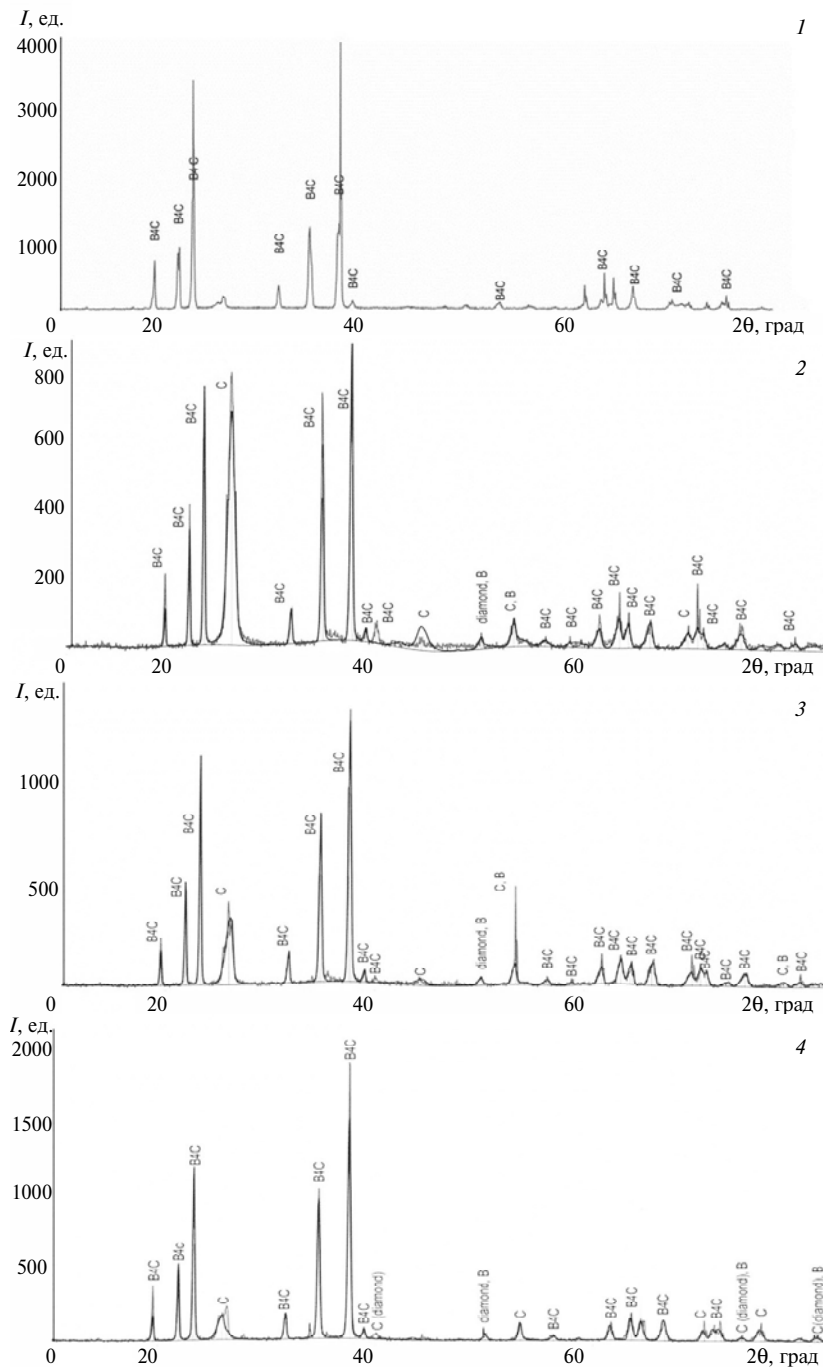 I, ед.
1
4000
3000
2000
1000
B4C
B4C
B4C
B4C
B4C
B4C
B4C
B4C
B4C
B4C
B4C
B4C
20
40
60
2θ, град
I, ед.
2
800
600
400
200
0
B4C
B4C
B4C
C
B4C
B4C
B4C
B4C
B4C
C
diamond, B
C, B
B4C
B4C
B4C
B4C
B4C
B4C
C
B4C
B4C
B4C
B4C
20
40
60
2θ, град
I, ед.
3
1000
500
0
B4C
B4C
B4C
C
B4C
B4C
B4C
B4C
B4C
C
diamond, B
C, B
B4C
B4C
B4C
B4C
B4C
B4C
B4C
B4C
B4C
B4C
B4C
C, B
B4C
20
40
60
2θ, град
I, ед.
4
2000
1500
1000
500
0
B4C
B4c
B4C
C
B4C
B4C
B4C
B4C
C (diamond)
diamond, B
C
B4C
B4C
B4C
B4C
C
B4C
C (diamond), B
C
C(diamond), B
20
40
60
2θ, град